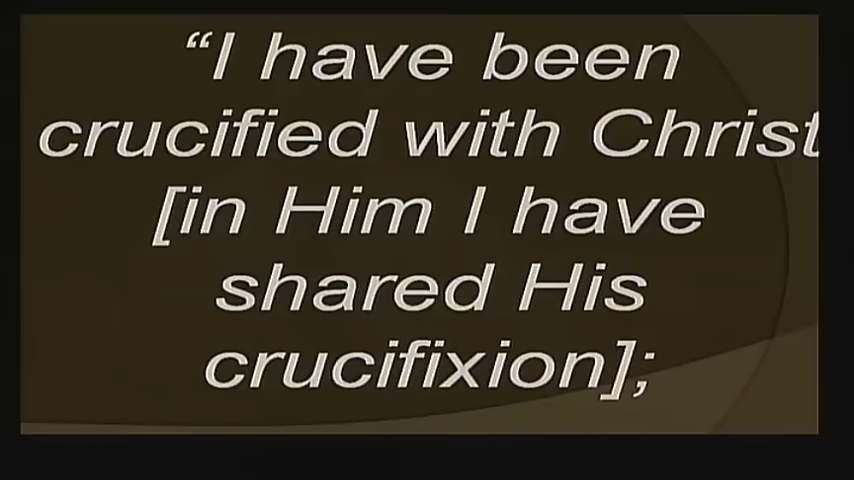 “I have been
crucified with Christ
[in Him I have
shared His
crucifixion];